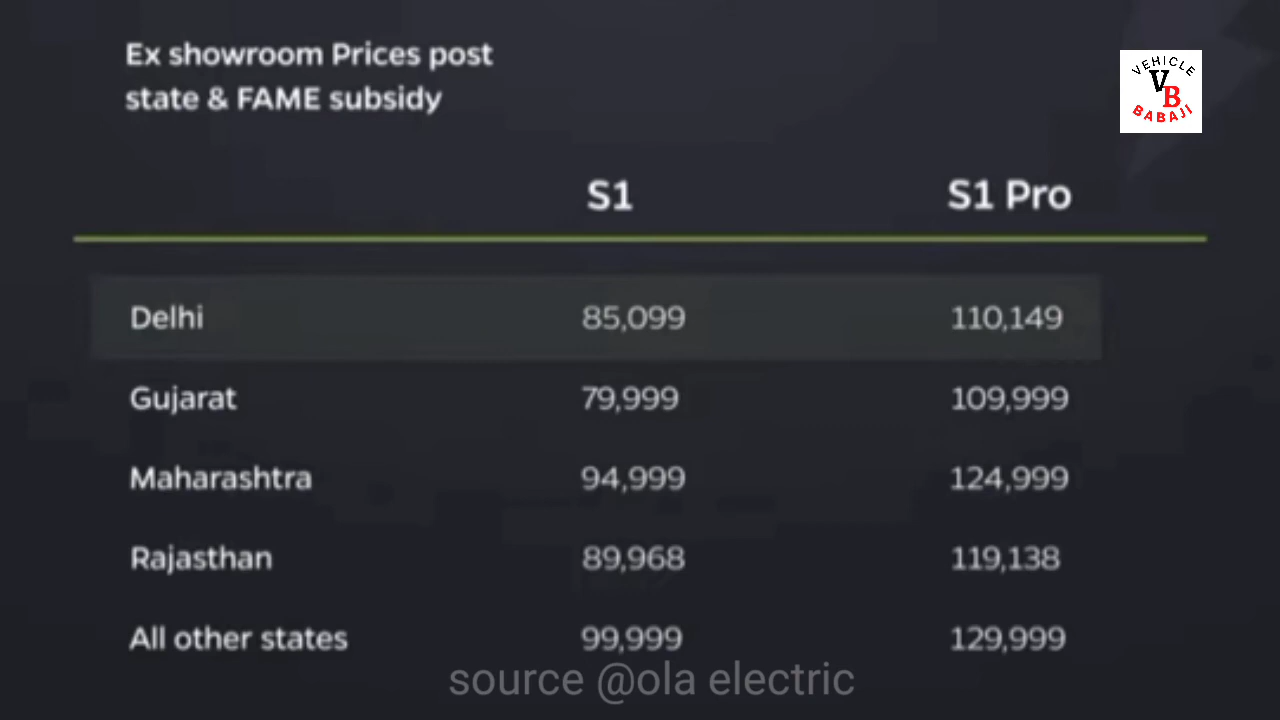 Ex showroom Prices post
state & FAME subsidy
VEHICLE
VB
BABAJI
S1 S1 Pro
Delhi 85,099 110,149
Gujarat 79,999 109,999
Maharashtra 94,999 124,999
Rajasthan 89,968 119,138
All other states 99,999 129,999
source @ola electric